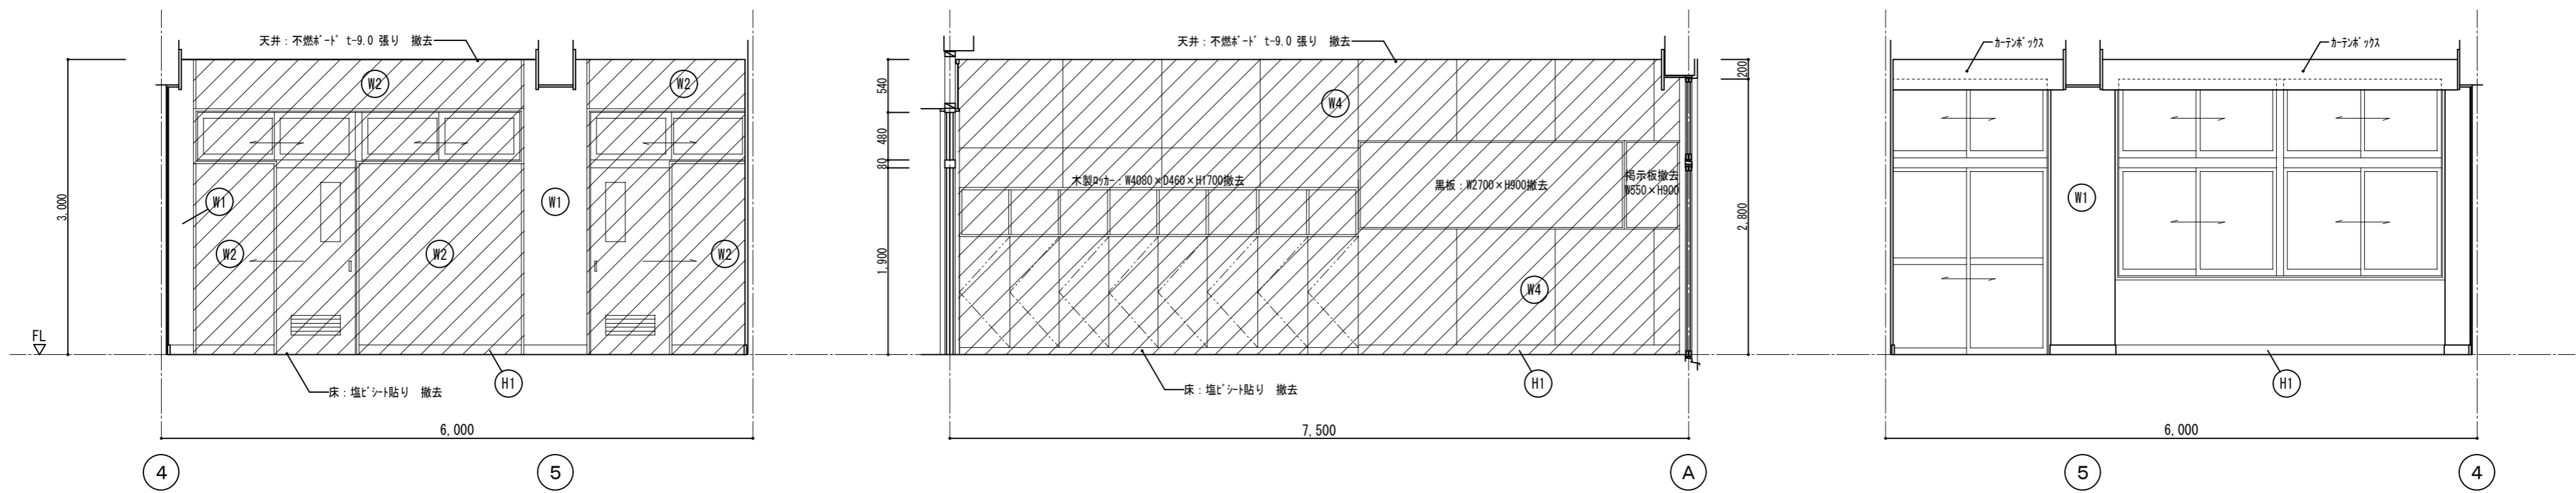 天井：不燃ﾎﾞｰﾄﾞ t-9.0 張り　撤去
W2
W2
3,000
W1
W1
W2
W2
W2
FL
床：塩ﾋﾞｼｰﾄ貼り　撤去
H1
6,000
4
5
天井：不燃ﾎﾞｰﾄﾞ t-9.0 張り　撤去
540
480
80
1,900
W4
200
2,800
木製ﾛｯｶｰ：W4080×D460×H1700撤去
黒板：W2700×H900撤去
掲示板撤去
W550×H900
W4
床：塩ﾋﾞｼｰﾄ貼り　撤去
H1
7,500
A
ｶｰﾃﾝﾎﾞｯｸｽ
ｶｰﾃﾝﾎﾞｯｸｽ
W1
H1
6,000
5
4